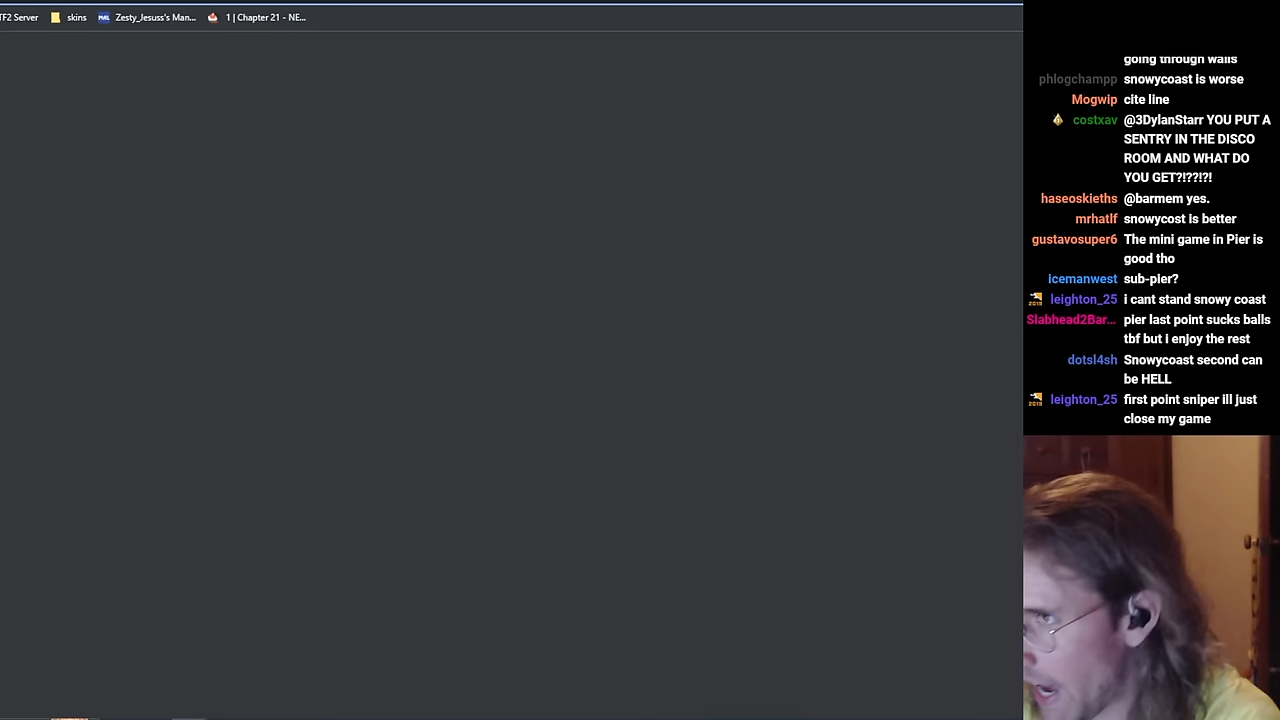 TF2 Server skins Zesty_Jesuss's Man... 1 | Chapter 21 - NE...
going through walls
phlogchampp snowycoast is worse
Mogwip cite line
costxav @3DylanStarr YOU PUT A
SENTRY IN THE DISCO
ROOM AND WHAT DO
YOU GET?!??!?!
haseoskieths @barmem yes.
mrhatlf snowycost is better
gustavosuper6 The mini game in Pier is
good tho
icemanwest sub-pier?
leighton_25 i cant stand snowy coast
Slabhead2Bar... pier last point sucks balls
tbf but i enjoy the rest
dotsl4sh Snowycoast second can
be HELL
leighton_25 first point sniper ill just
close my game